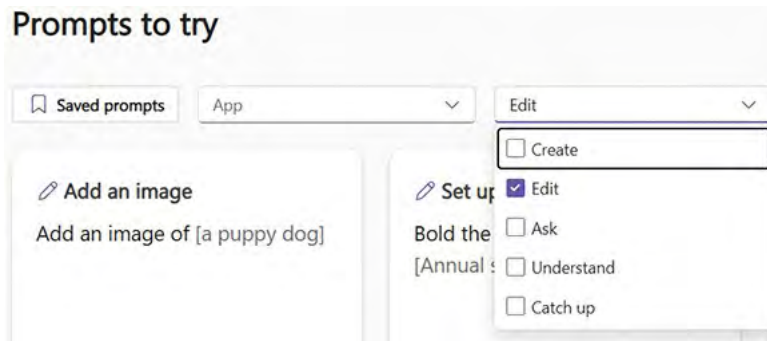 Prompts to try
Saved prompts App Edit
Create
Add an image
Set up
Edit
Add an image of [a puppy dog]
Bold the
Ask
[Annual
Understand
Catch up